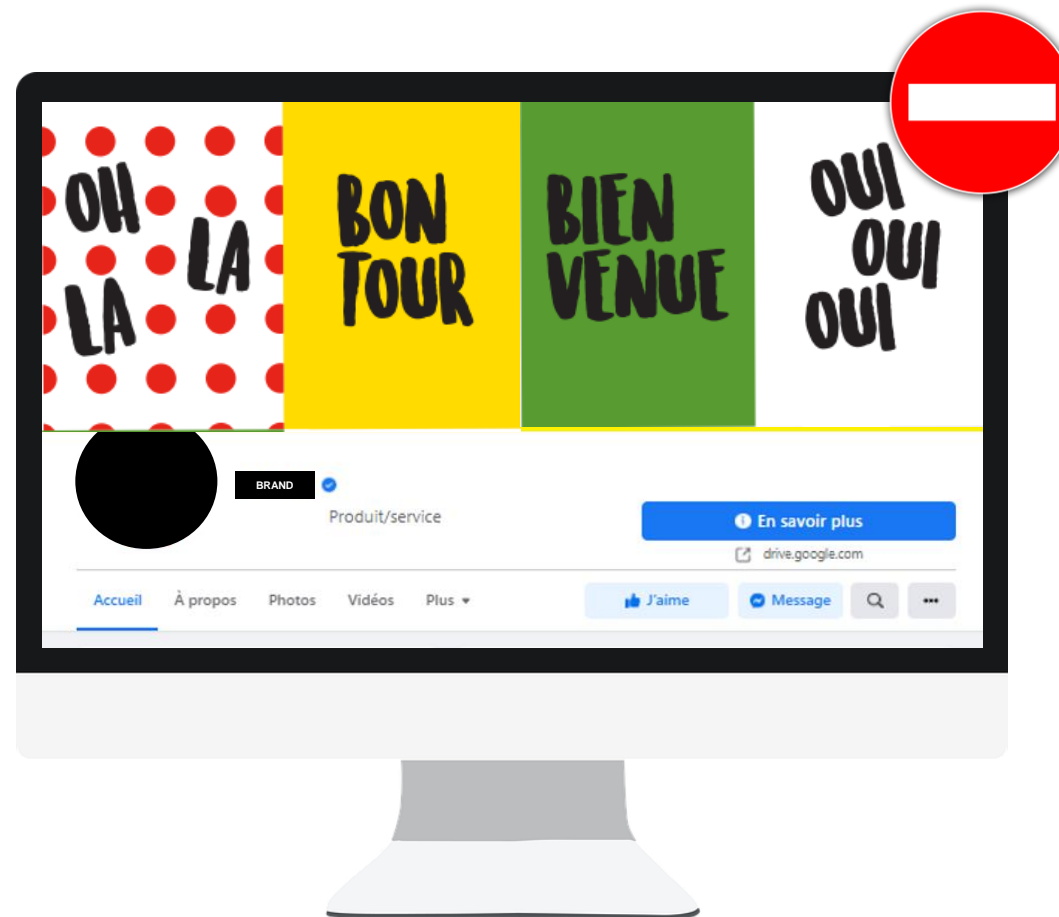 OH
LA
LA
BON
TOUR
BIEN
VENUE
OUI
OUI
OUI
BRAND
Produit/service
En savoir plus
drive.google.com
Accueil À propos Photos Vidéos Plus
J'aime Message